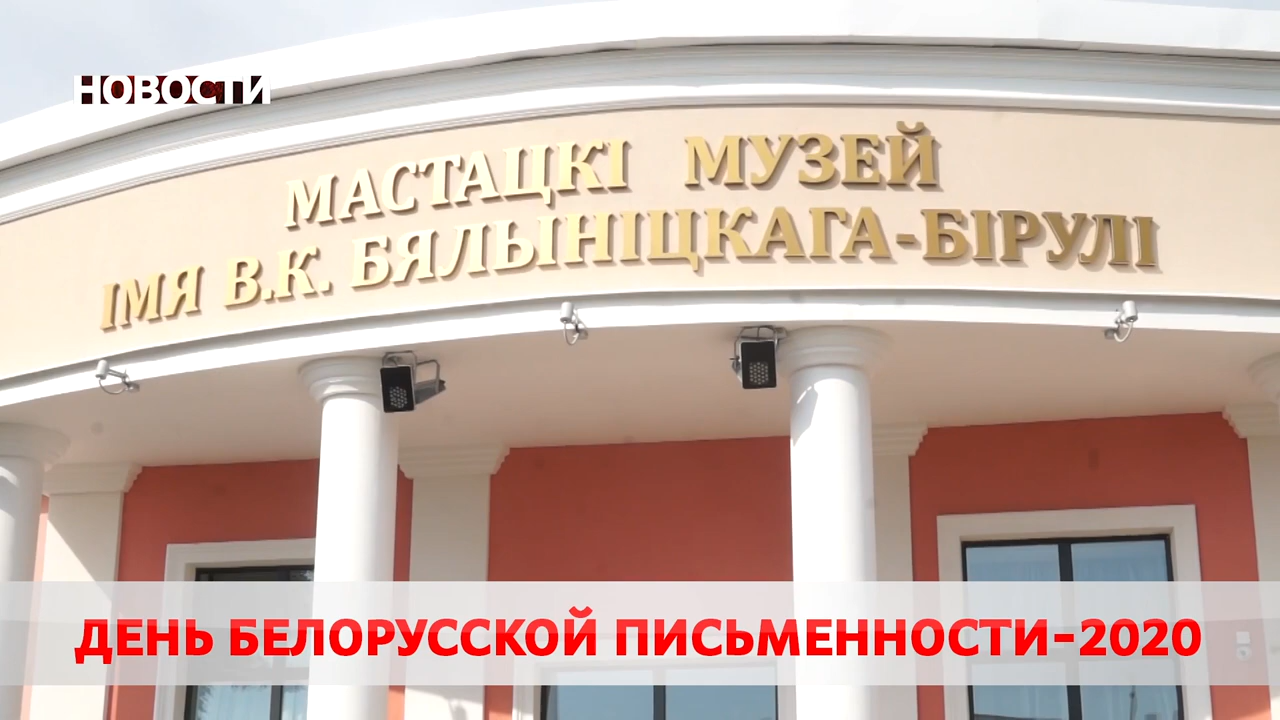 НОВОСТИ
МАСТАЦКІ МУЗЕЙ
ІМЯ В.К. БЯЛЫНІЦКАГА-БІРУЛІ
ДЕНЬ БЕЛОРУССКОЙ ПИСЬМЕННОСТИ-2020